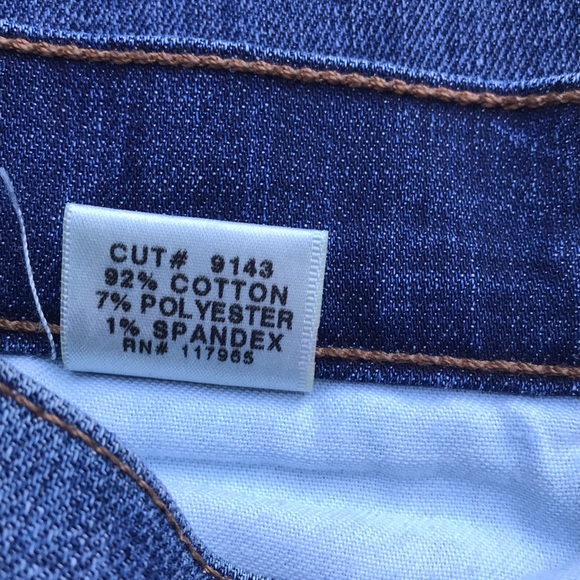 CUT# 9143
92% COTTON
7% POLYESTER
1% SPANDEX
RN# 117965